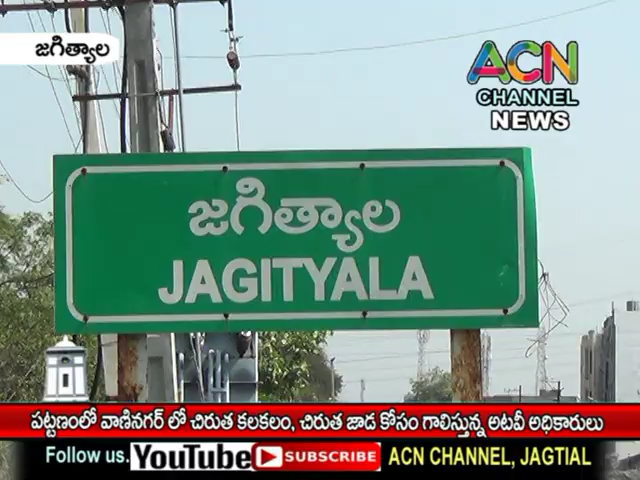 జగిత్యాల
ACN
CHANNEL
NEWS
జగిత్యాల
JAGITYALA
పట్టణంలో వాణినగర్ లో చిరుత కలకలం, చిరుత జాడ కోసం గాలిస్తున్న అటవీ అధికారులు
Follow us. YouTube SUBSCRIBE ACN CHANNEL, JAGTIAL